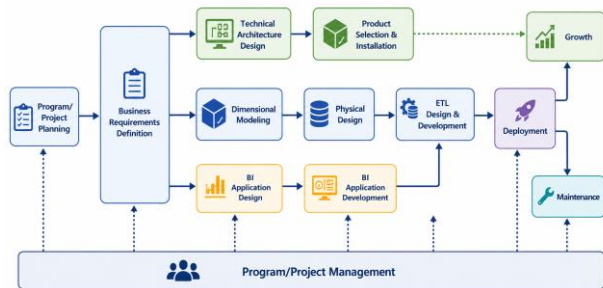 Technical
Architecture
Design
Product
Selection &
Installation
Growth
Program/
Project
Planning
Business
Requirements
Definition
Dimensional
Modeling
Physical
Design
ETL
Design &
Development
Deployment
BI
Application
Design
BI
Application
Development
Maintenance
Program/Project Management